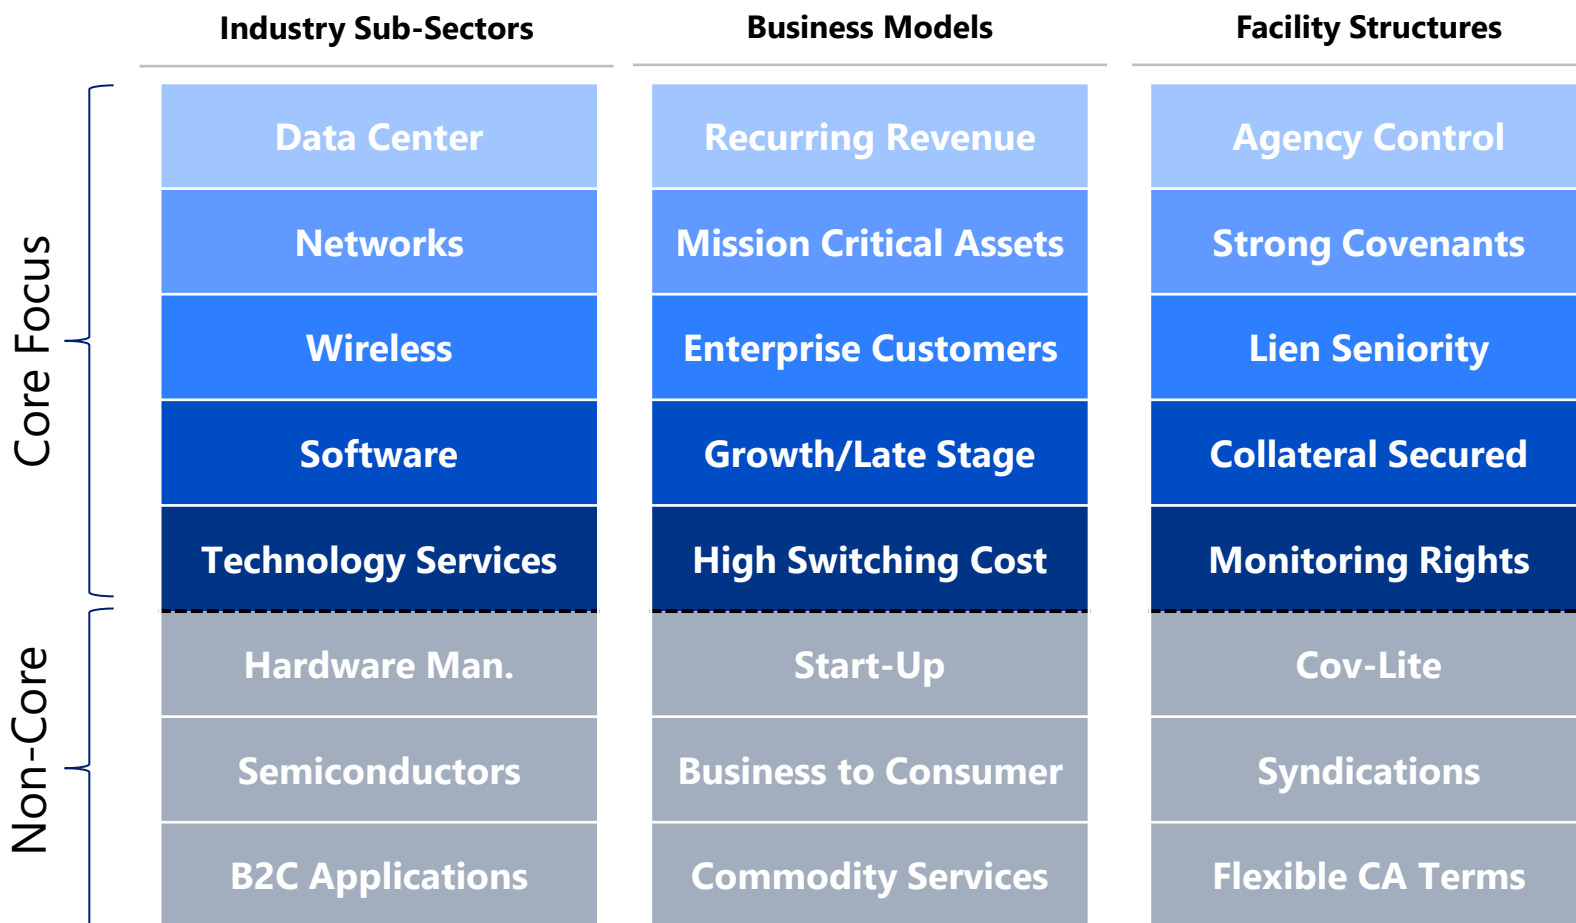 Industry Sub-Sectors
Business Models
Facility Structures
Core Focus
Data Center
Recurring Revenue
Agency Control
Networks
Mission Critical Assets
Strong Covenants
Wireless
Enterprise Customers
Lien Seniority
Software
Growth/Late Stage
Collateral Secured
Technology Services
High Switching Cost
Monitoring Rights
Non-Core
Hardware Man.
Start-Up
Cov-Lite
Semiconductors
Business to Consumer
Syndications
B2C Applications
Commodity Services
Flexible CA Terms